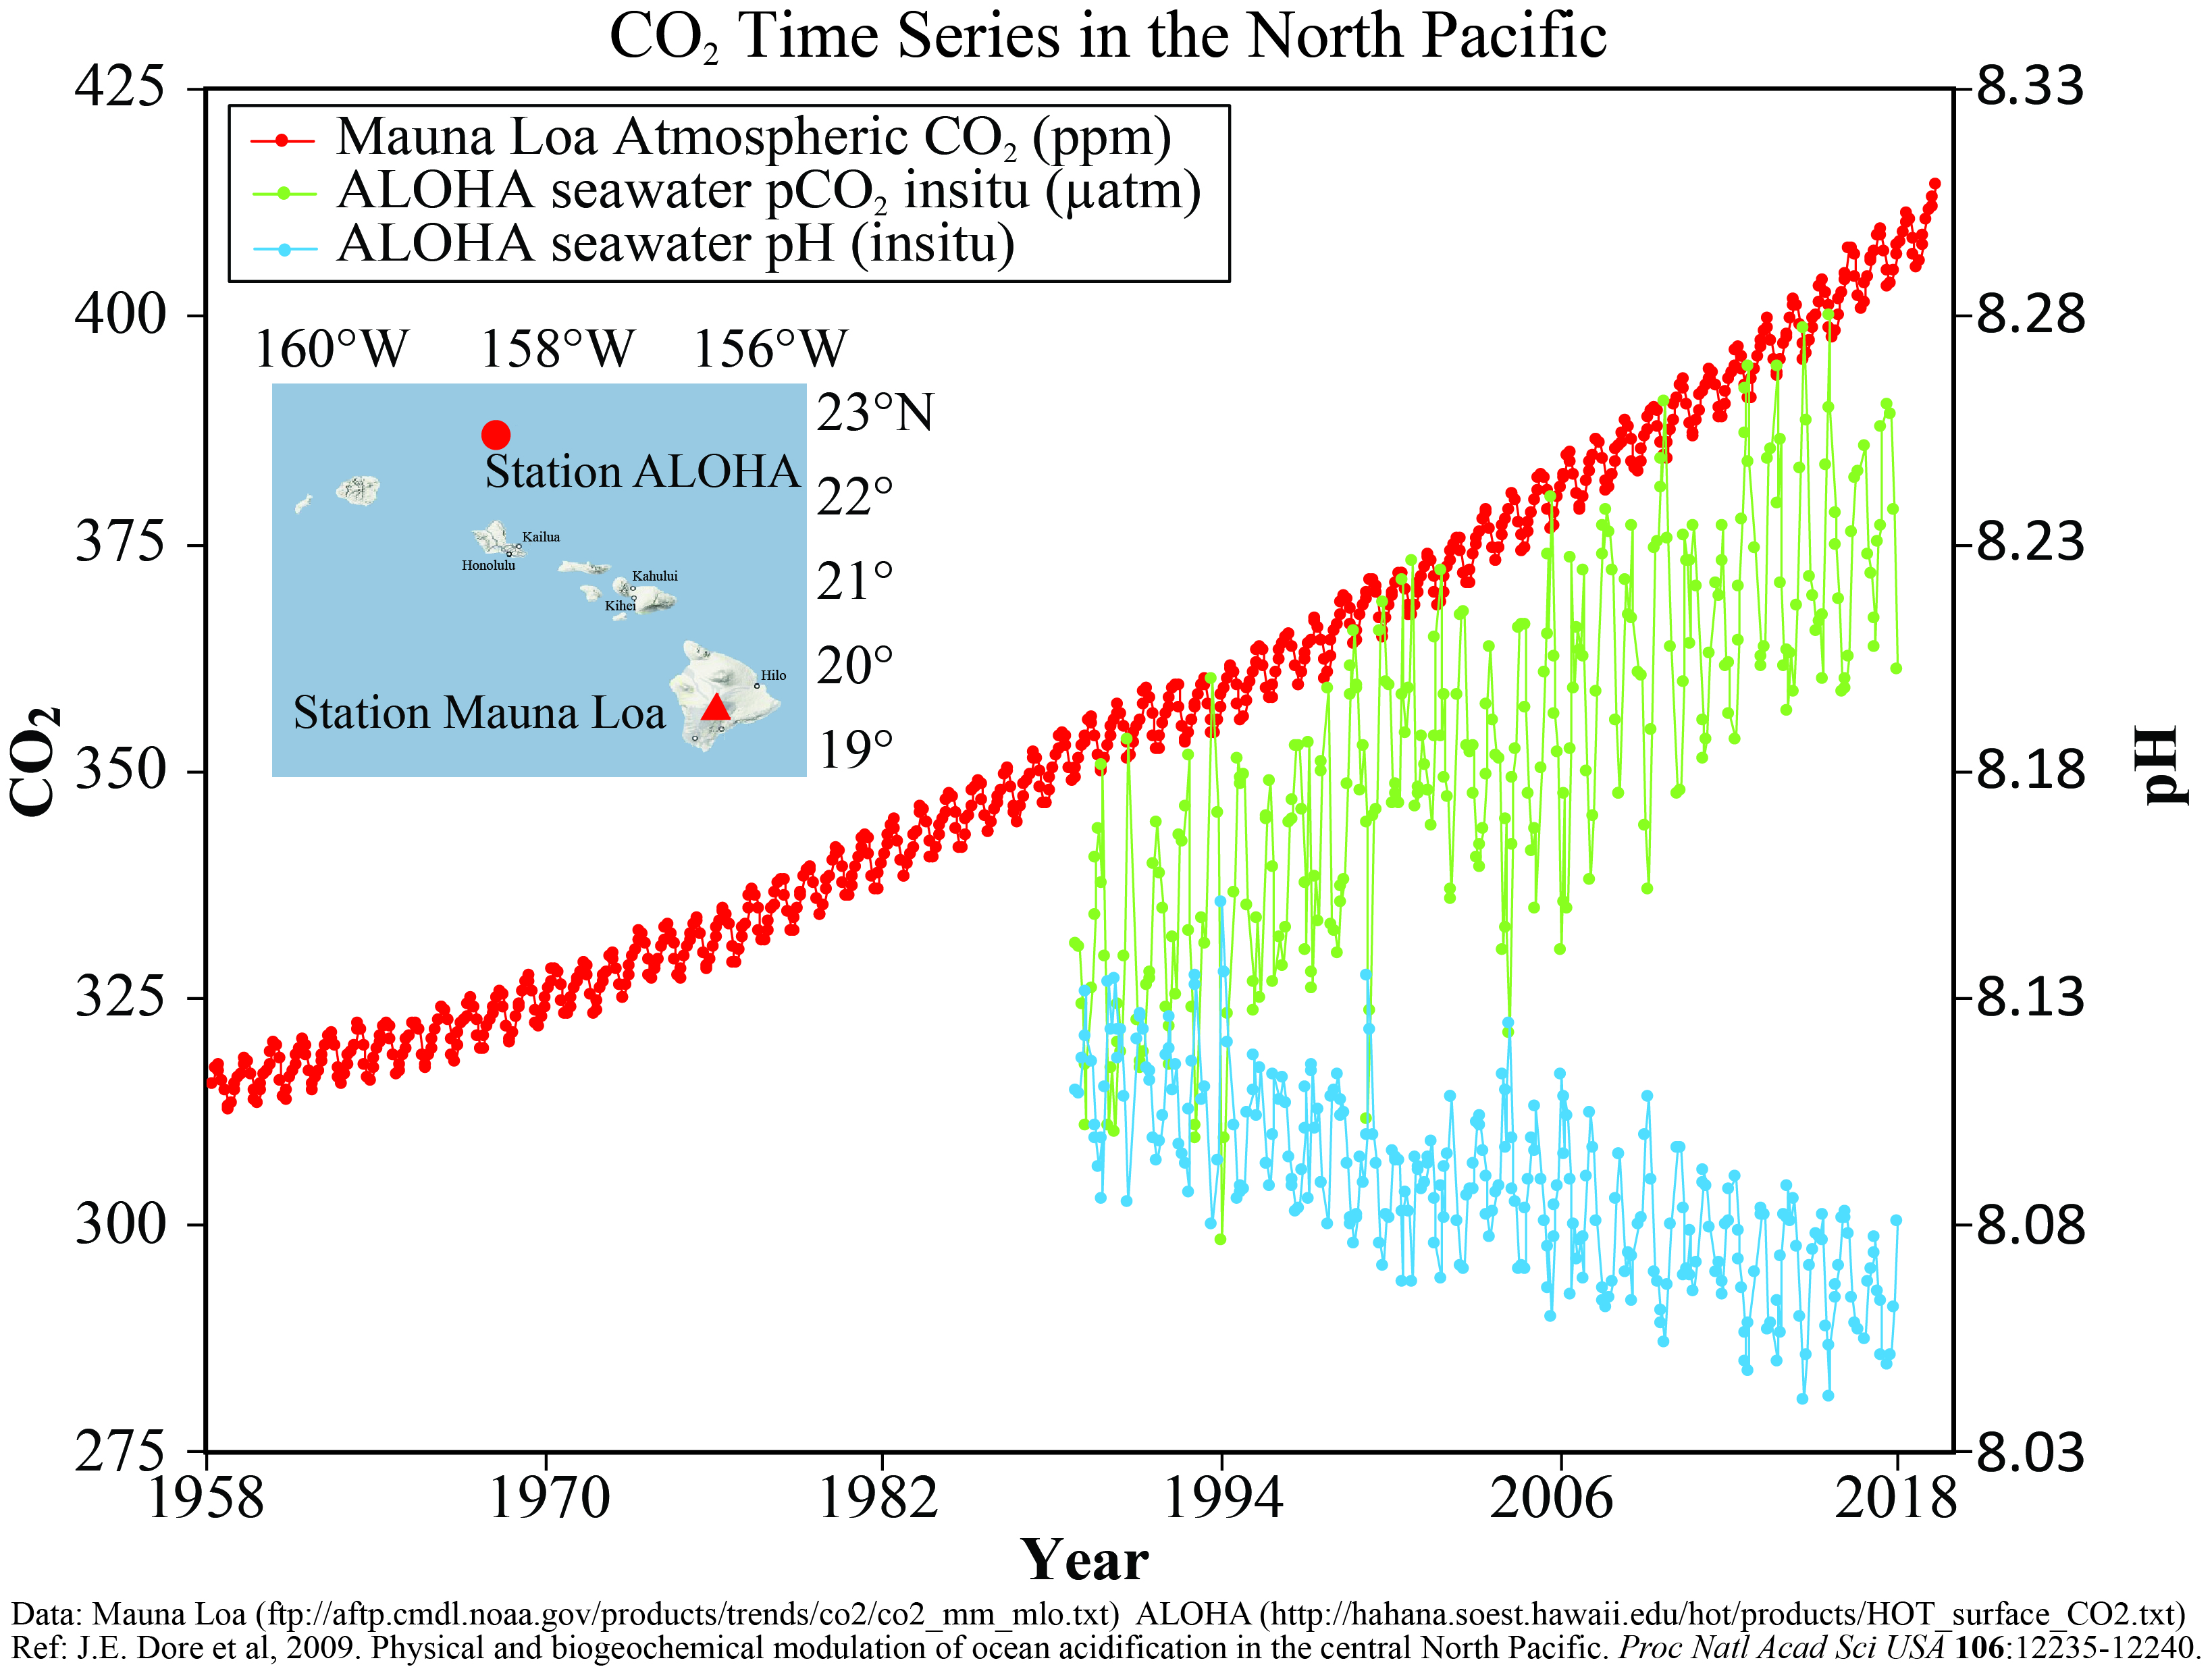 CO₂ Time Series in the North Pacific
425
400
375
350
325
300
275
CO₂
8.33
8.28
8.23
8.18
8.13
8.08
8.03
pH
Mauna Loa Atmospheric CO₂ (ppm)
ALOHA seawater pCO₂ insitu (µatm)
ALOHA seawater pH (insitu)
160°W 158°W 156°W
23°N
22°
21°
20°
19°
Station ALOHA
Kailua
Honolulu
Kahului
Kihei
Hilo
Station Mauna Loa
1958 1970 1982 1994 2006 2018
Year
Data: Mauna Loa (ftp://aftp.cmdl.noaa.gov/products/trends/co2/co2_mm_mlo.txt) ALOHA (http://hahana.soest.hawaii.edu/hot/products/HOT_surface_CO2.txt)
Ref: J.E. Dore et al, 2009. Physical and biogeochemical modulation of ocean acidification in the central North Pacific. Proc Natl Acad Sci USA 106:12235-12240.